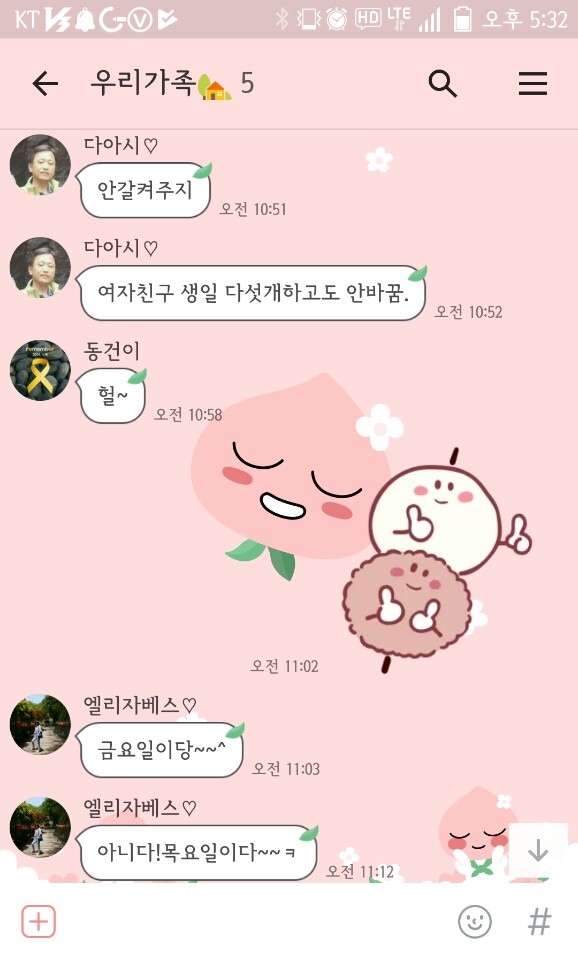 KT HD LTE 오후 5:32
우리가족 5
다아시♡
안갈켜주지
오전 10:51
다아시♡
여자친구 생일 다섯개하고도 안바꿈.
오전 10:52
동건이
헐~
오전 10:58
오전 11:02
엘리자베스♡
금요일이당~~^
오전 11:03
엘리자베스♡
아니다!목요일이다~~ㅋ
오전 11:12
#